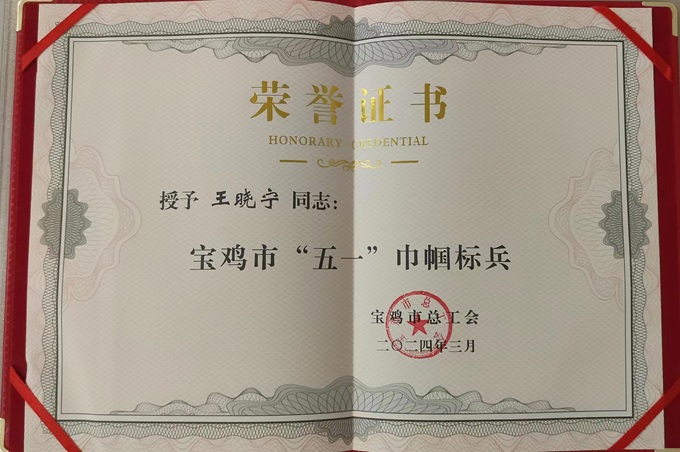 荣誉证书
HONORARY CREDENTIAL
授予 王晓宁 同志:
宝鸡市“五一”巾帼标兵
宝鸡市总工会
二〇二四年三月